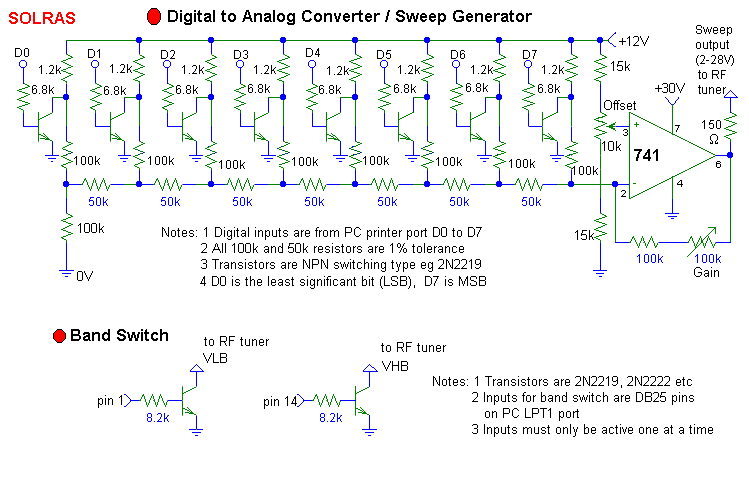 SOLRAS
Digital to Analog Converter / Sweep Generator
Sweep
output
(2-28V)
to RF
tuner
D0 D1 D2 D3 D4 D5 D6 D7
+12V
1.2k 1.2k 1.2k 1.2k 1.2k 1.2k 1.2k 1.2k
15k
6.8k 6.8k 6.8k 6.8k 6.8k 6.8k 6.8k 6.8k
+30V
Offset
3 + 7 150
Ω
10k
741
6
100k 100k 100k 100k 100k 100k 100k 100k
2 - 4
50k 50k 50k 50k 50k 50k 50k
100k
15k
0V
100k 100k
Gain
Notes: 1 Digital inputs are from PC printer port D0 to D7
2 All 100k and 50k resistors are 1% tolerance
3 Transistors are NPN switching type eg 2N2219
4 D0 is the least significant bit (LSB), D7 is MSB
Band Switch
to RF tuner
VLB
to RF tuner
VHB
pin 1
8.2k
pin 14
8.2k
Notes: 1 Transistors are 2N2219, 2N2222 etc
2 Inputs for band switch are DB25 pins
on PC LPT1 port
3 Inputs must only be active one at a time